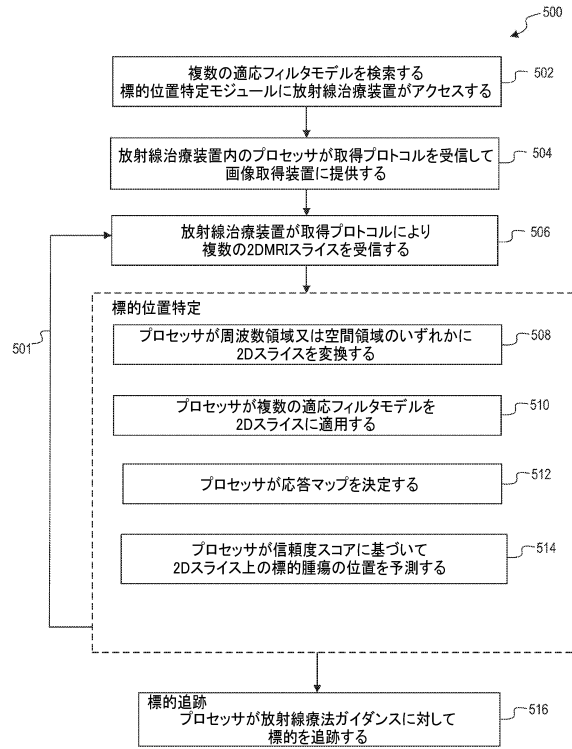 500
複数の適応フィルタモデルを検索する
標的位置特定モジュールに放射線治療装置がアクセスする
502
放射線治療装置内のプロセッサが取得プロトコルを受信して
画像取得装置に提供する
504
放射線治療装置が取得プロトコルにより
複数の2DMRIスライスを受信する
506
501
標的位置特定
プロセッサが周波数領域又は空間領域のいずれかに
2Dスライスを変換する
508
プロセッサが複数の適応フィルタモデルを
2Dスライスに適用する
510
プロセッサが応答マップを決定する
512
プロセッサが信頼度スコアに基づいて
2Dスライス上の標的腫瘍の位置を予測する
514
標的追跡
プロセッサが放射線療法ガイダンスに対して
標的を追跡する
516